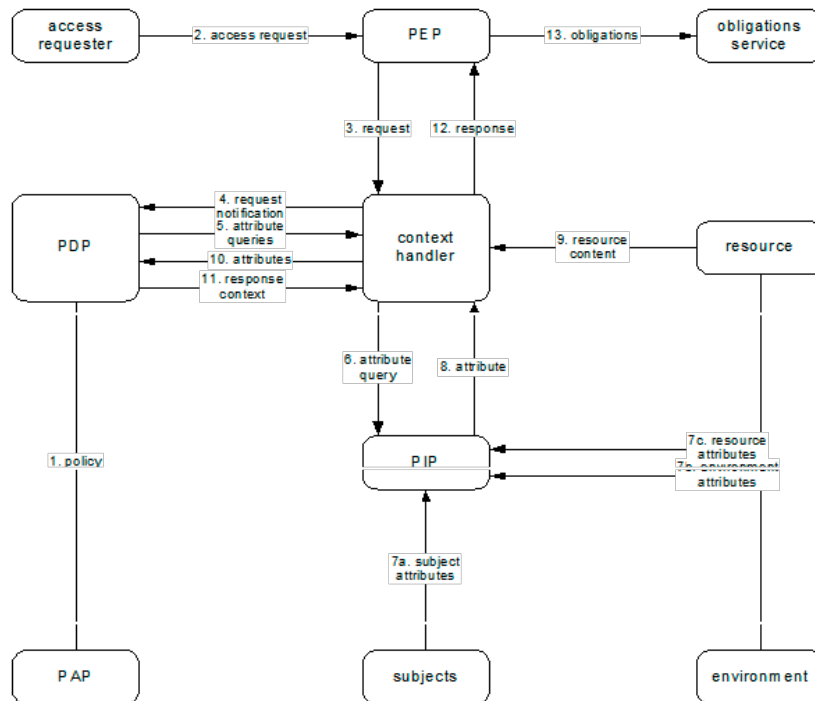 access
requester
2. access request
PEP
13. obligations
obligations
service
3. request
12. response
PDP
4. request
notification
5. attribute
queries
10. attributes
11. response
context
context
handler
9. resource
content
resource
6. attribute
query
8. attribute
1. policy
PIP
7c. resource
attributes
environment
attributes
7a. subject
attributes
PAP
subjects
environment